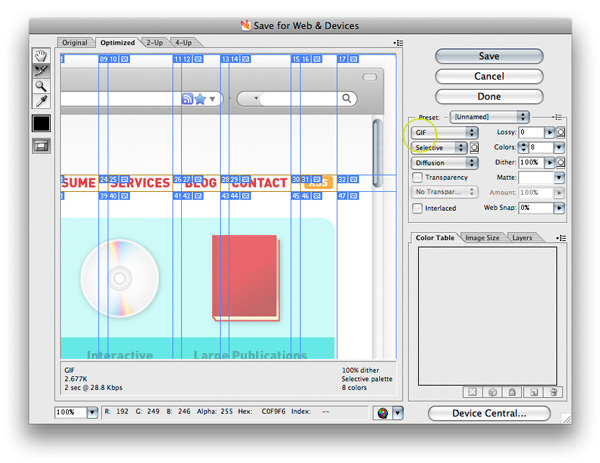 Save for Web & Devices
Original Optimized 2-Up 4-Up
09 10 11 12 13 14 15 16 17
SUME SERVICES BLOG CONTACT
24 25 26 27 28 29 30 31 32
39 40 41 42 43 44 45 46 47
Interactive Large Publications
GIF
2.677K
2 sec @ 28.8 Kbps
100% dither
Selective palette
8 colors
100% R: 192 G: 249 B: 246 Alpha: 255 Hex: C0F9F6 Index: --
Save
Cancel
Done
Preset: [Unnamed]
GIF Lossy: 0
Selective Colors: 8
Diffusion Dither: 100%
Transparency Matte:
No Transpar... Amount: 100%
Interlaced Web Snap: 0%
Color Table Image Size Layers
Device Central...